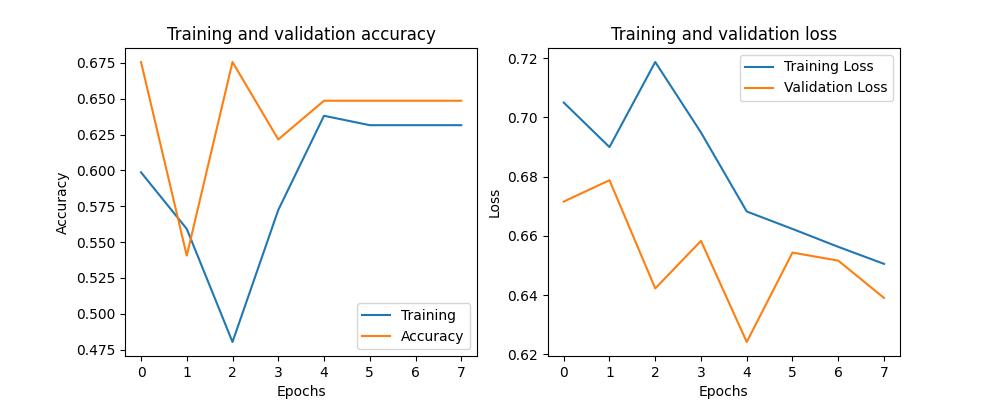 Training and validation accuracy
Accuracy
0.675
0.650
0.625
0.600
0.575
0.550
0.525
0.500
0.475
Training
Accuracy
0 1 2 3 4 5 6 7
Epochs
Training and validation loss
Loss
0.72
0.70
0.68
0.66
0.64
0.62
Training Loss
Validation Loss
0 1 2 3 4 5 6 7
Epochs